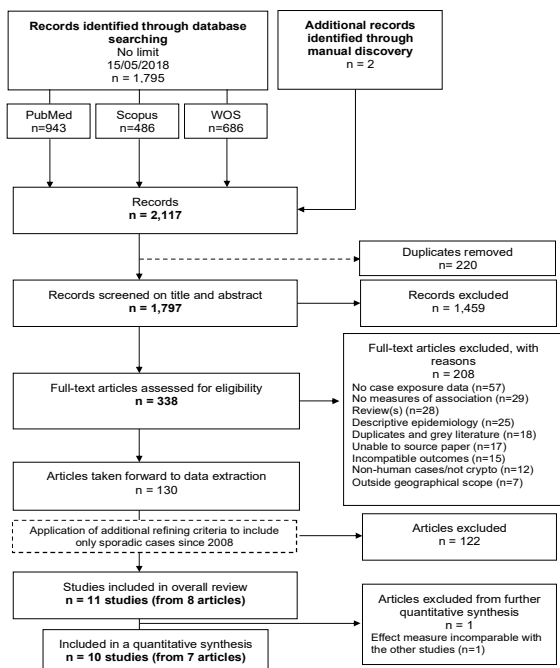 Records identified through database
searching
No limit
15/05/2018
n = 1,795
Additional records
identified through
manual discovery
n = 2
PubMed
n=943
Scopus
n=486
WOS
n=686
Records
n = 2,117
Duplicates removed
n= 220
Records screened on title and abstract
n = 1,797
Records excluded
n = 1,459
Full-text articles assessed for eligibility
n = 338
Full-text articles excluded, with
reasons
n = 208
No case exposure data (n=57)
No measures of association (n=29)
Review(s) (n=28)
Descriptive epidemiology (n=25)
Duplicates and grey literature (n=18)
Unable to source paper (n=17)
Incompatible outcomes (n=15)
Non-human cases/not crypto (n=12)
Outside geographical scope (n=7)
Articles taken forward to data extraction
n = 130
Application of additional refining criteria to include
only sporadic cases since 2008
Articles excluded
n = 122
Studies included in overall review
n = 11 studies (from 8 articles)
Articles excluded from further
quantitative synthesis
n = 1
Effect measure incomparable with
the other studies (n=1)
Included in a quantitative synthesis
n = 10 studies (from 7 articles)